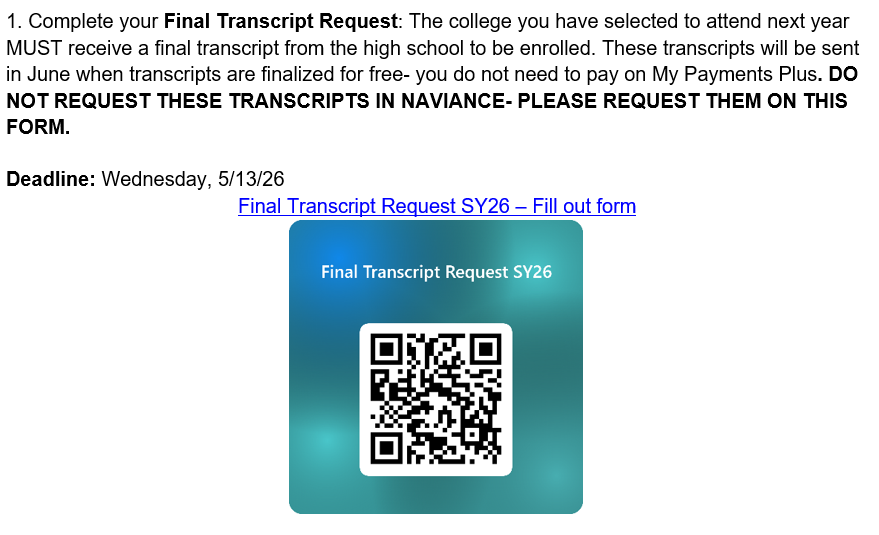 1. Complete your Final Transcript Request: The college you have selected to attend next year
MUST receive a final transcript from the high school to be enrolled. These transcripts will be sent
in June when transcripts are finalized for free- you do not need to pay on My Payments Plus. DO
NOT REQUEST THESE TRANSCRIPTS IN NAVIANCE- PLEASE REQUEST THEM ON THIS
FORM.
Deadline: Wednesday, 5/13/26
Final Transcript Request SY26 – Fill out form
Final Transcript Request SY26